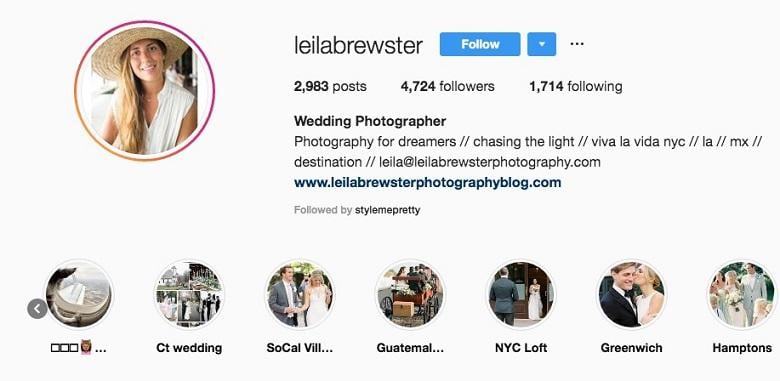 leilabrewster Follow
2,983 posts 4,724 followers 1,714 following
Wedding Photographer
Photography for dreamers // chasing the light // viva la vida nyc // la // mx //
destination // leila@leilabrewsterphotography.com
www.leilabrewsterphotographyblog.com
Followed by stylemepretty
□□□👸🏼 ... Ct wedding SoCal Vill... Guatemal... NYC Loft Greenwich Hamptons